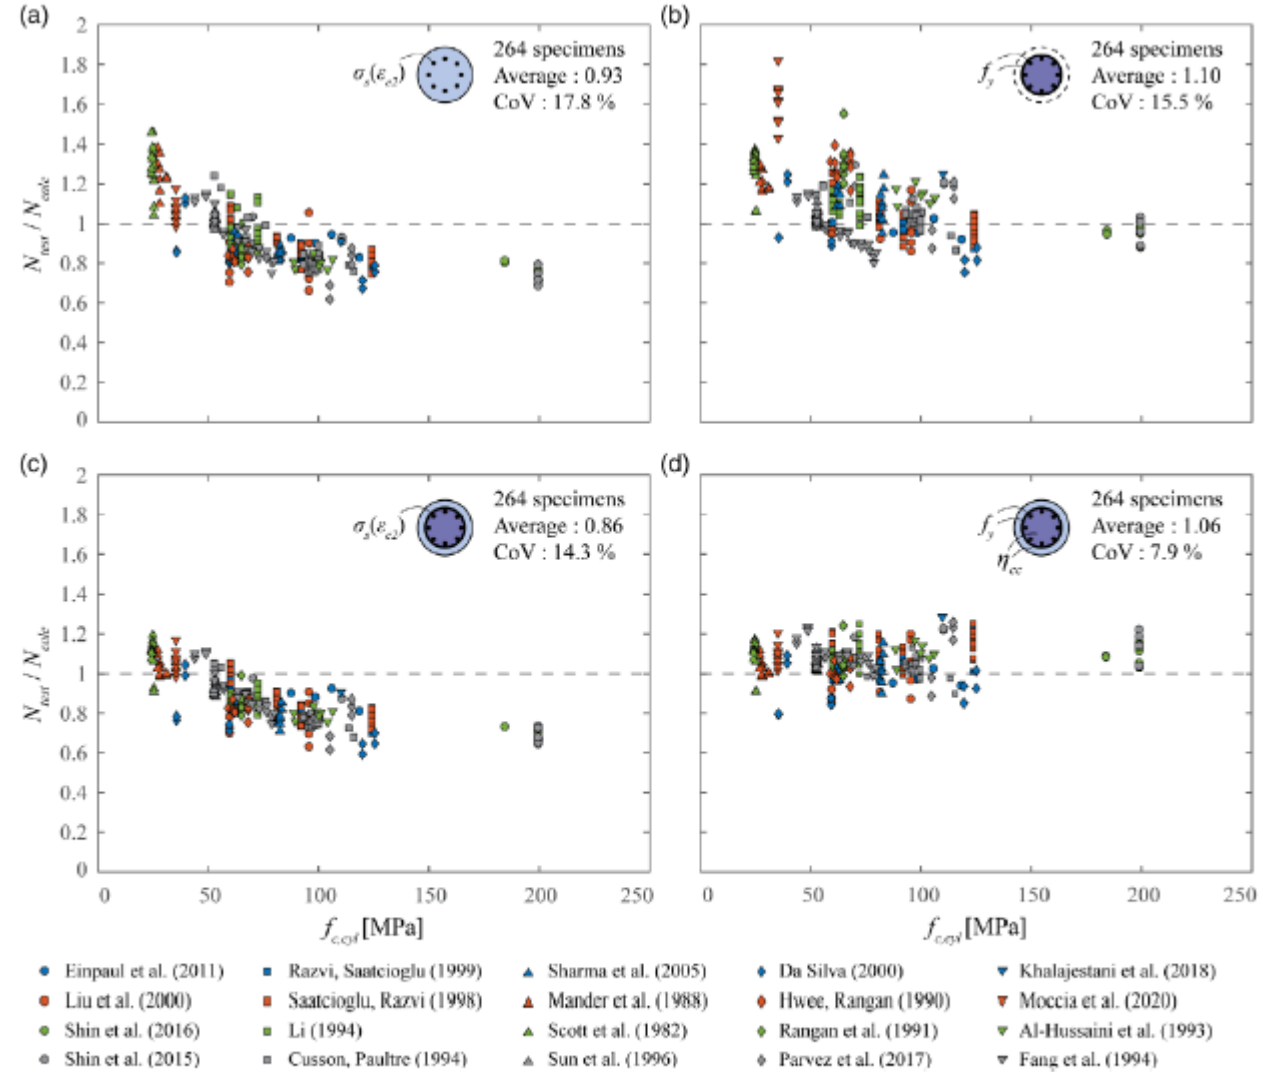 (a)
2
1.8
1.6
1.4
1.2
1
0.8
0.6
0.4
0.2
0
N_test / N_calc
σ_s(ε_c2)
264 specimens
Average : 0.93
CoV : 17.8 %
(b)
f_y
264 specimens
Average : 1.10
CoV : 15.5 %
(c)
2
1.8
1.6
1.4
1.2
1
0.8
0.6
0.4
0.2
0
N_test / N_calc
σ_s(ε_c2)
264 specimens
Average : 0.86
CoV : 14.3 %
0 50 100 150 200 250
f_c,cyl [MPa]
(d)
f_y
η_cc
264 specimens
Average : 1.06
CoV : 7.9 %
0 50 100 150 200 250
f_c,cyl [MPa]
Einpaul et al. (2011) Razvi, Saatcioglu (1999) Sharma et al. (2005) Da Silva (2000) Khalajestani et al. (2018)
Liu et al. (2000) Saatcioglu, Razvi (1998) Mander et al. (1988) Hwee, Rangan (1990) Moccia et al. (2020)
Shin et al. (2016) Li (1994) Scott et al. (1982) Rangan et al. (1991) Al-Hussaini et al. (1993)
Shin et al. (2015) Cusson, Paultre (1994) Sun et al. (1996) Parvez et al. (2017) Fang et al. (1994)